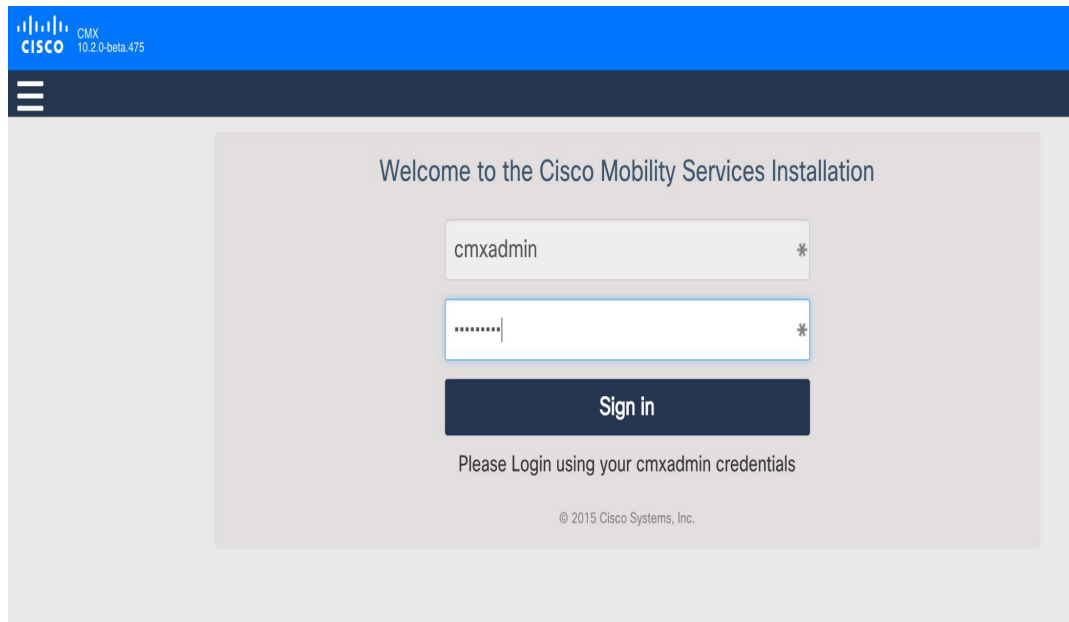 CISCO
CMX
10.2.0-beta.475
Welcome to the Cisco Mobility Services Installation
cmxadmin *
••••••••• *
Sign in
Please Login using your cmxadmin credentials
© 2015 Cisco Systems, Inc.